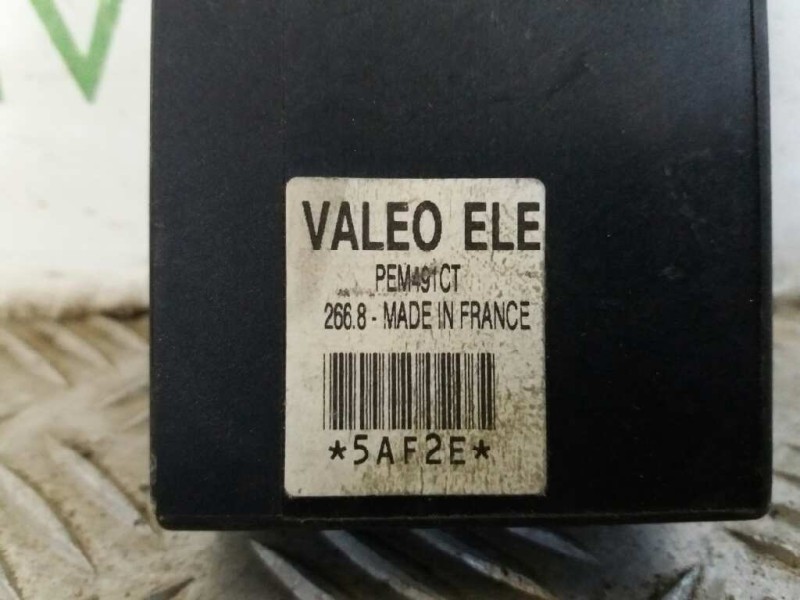 VALEO ELE
PEM491CT
266.8 - MADE IN FRANCE
*5AF2E*